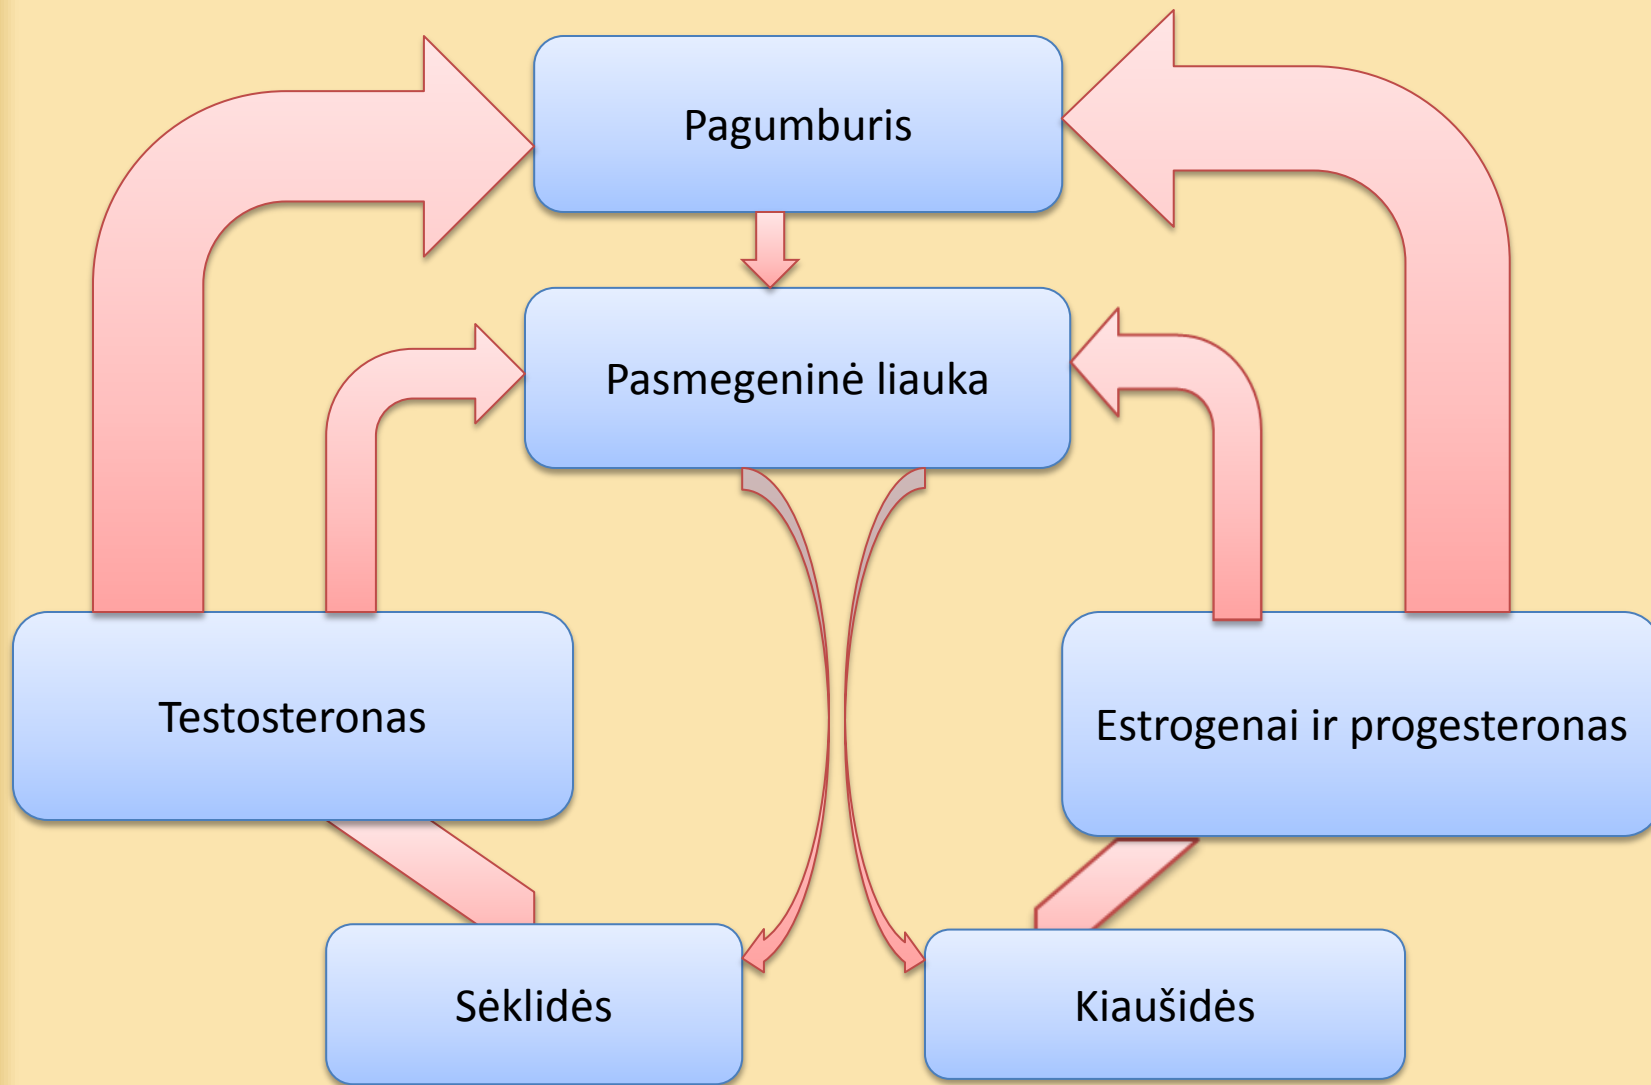 Pagumburis
Pasmegeninė liauka
Testosteronas
Estrogenai ir progesteronas
Sėklidės
Kiaušidės